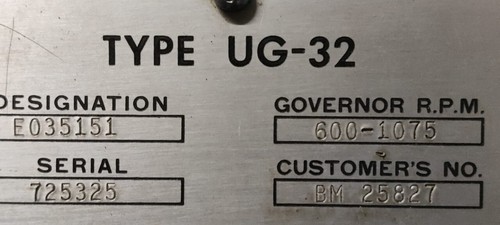 TYPE UG-32
DESIGNATION GOVERNOR R.P.M.
E035151 600-1075
SERIAL CUSTOMER'S NO.
725325 BM 25827